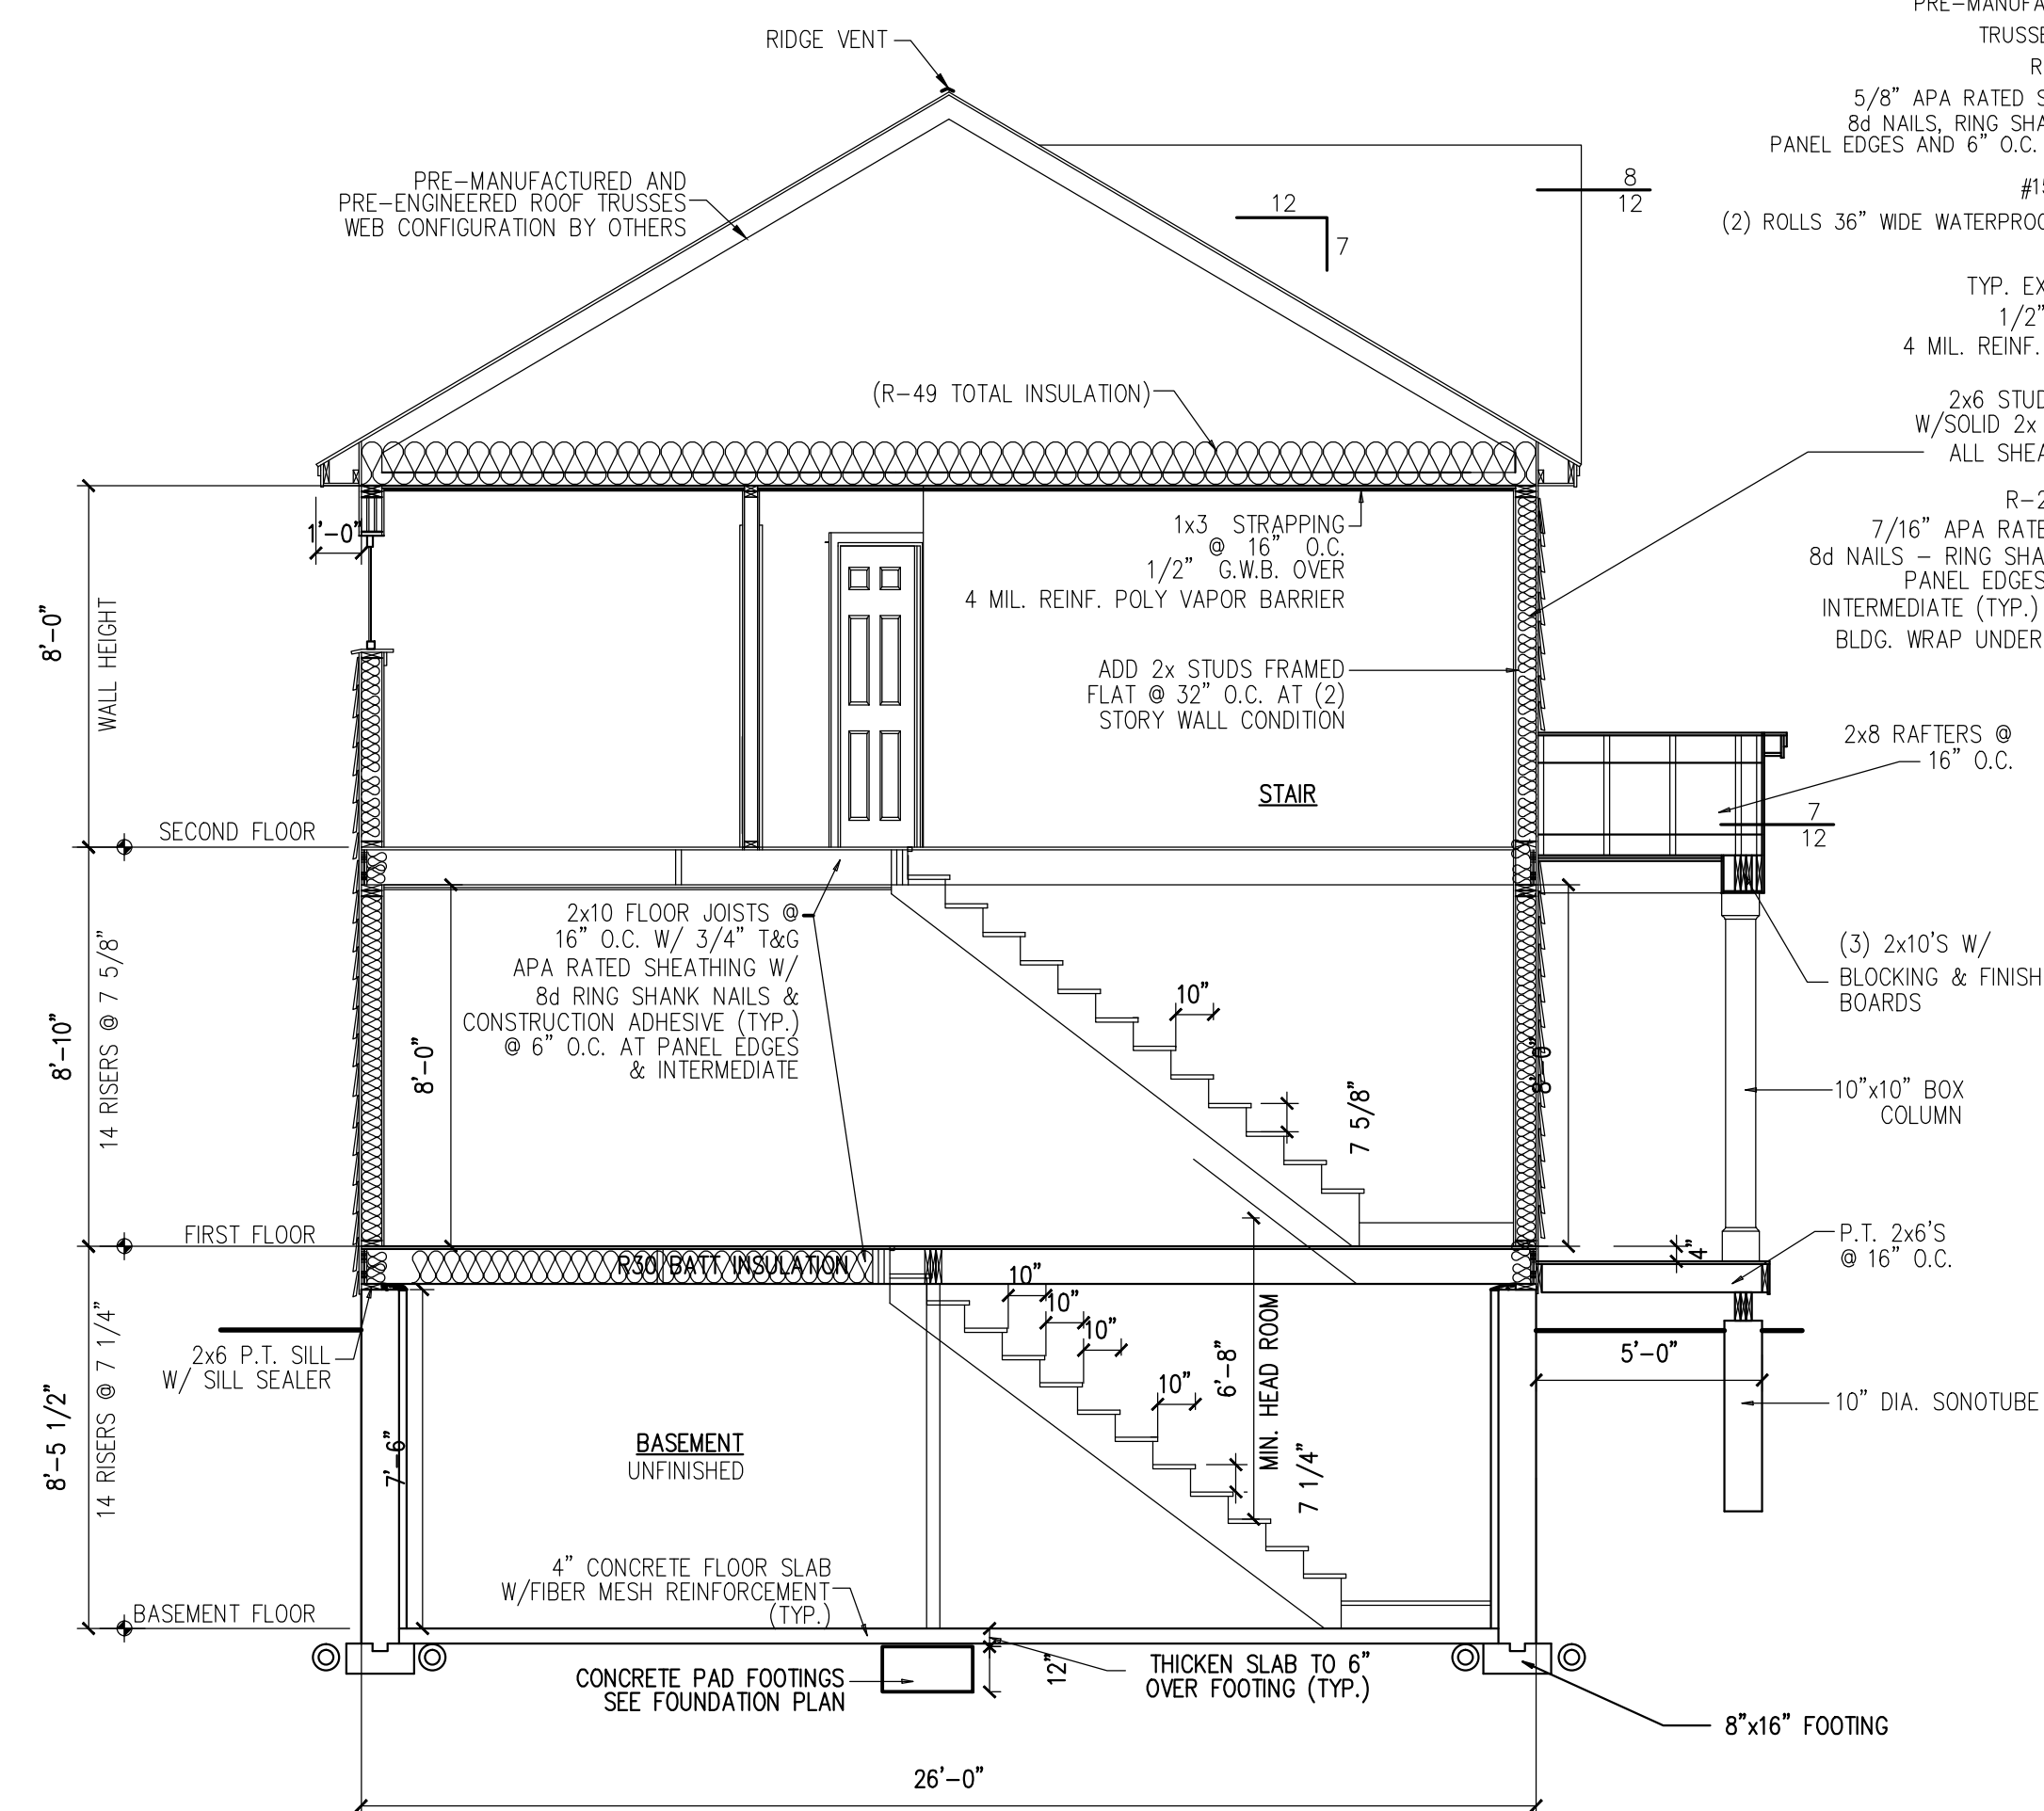 RIDGE VENT
PRE-MANUFA
TRUSSE
R
5/8" APA RATED S
8d NAILS, RING SHA
PANEL EDGES AND 6" O.C.
#15
(2) ROLLS 36" WIDE WATERPROO
PRE-MANUFACTURED AND
PRE-ENGINEERED ROOF TRUSSES
WEB CONFIGURATION BY OTHERS
12
7
8
12
TYP. EX
1/2"
4 MIL. REINF.
2x6 STUD
W/SOLID 2x
ALL SHEA
R-2
7/16" APA RATE
8d NAILS – RING SHA
PANEL EDGES
INTERMEDIATE (TYP.)
BLDG. WRAP UNDER
(R-49 TOTAL INSULATION)
1'-0"
1x3 STRAPPING
@ 16" O.C.
1/2" G.W.B. OVER
4 MIL. REINF. POLY VAPOR BARRIER
8'-0"
WALL HEIGHT
ADD 2x STUDS FRAMED
FLAT @ 32" O.C. AT (2)
STORY WALL CONDITION
STAIR
2x8 RAFTERS @
16" O.C.
7
12
SECOND FLOOR
2x10 FLOOR JOISTS @
16" O.C. W/ 3/4" T&G
APA RATED SHEATHING W/
8d RING SHANK NAILS &
CONSTRUCTION ADHESIVE (TYP.)
@ 6" O.C. AT PANEL EDGES
& INTERMEDIATE
8'-10"
14 RISERS @ 7 5/8"
8'-0"
10"
7 5/8"
8'-0"
(3) 2x10'S W/
BLOCKING & FINISH
BOARDS
10"x10" BOX
COLUMN
FIRST FLOOR
R30 BATT INSULATION
4"
P.T. 2x6'S
@ 16" O.C.
10"
10"
10"
10"
2x6 P.T. SILL
W/ SILL SEALER
8'-5 1/2"
14 RISERS @ 7 1/4"
7'-6"
BASEMENT
UNFINISHED
6'-8"
MIN. HEAD ROOM
7 1/4"
5'-0"
10" DIA. SONOTUBE
4" CONCRETE FLOOR SLAB
W/FIBER MESH REINFORCEMENT
(TYP.)
BASEMENT FLOOR
CONCRETE PAD FOOTINGS
SEE FOUNDATION PLAN
12"
THICKEN SLAB TO 6"
OVER FOOTING (TYP.)
8"x16" FOOTING
26'-0"